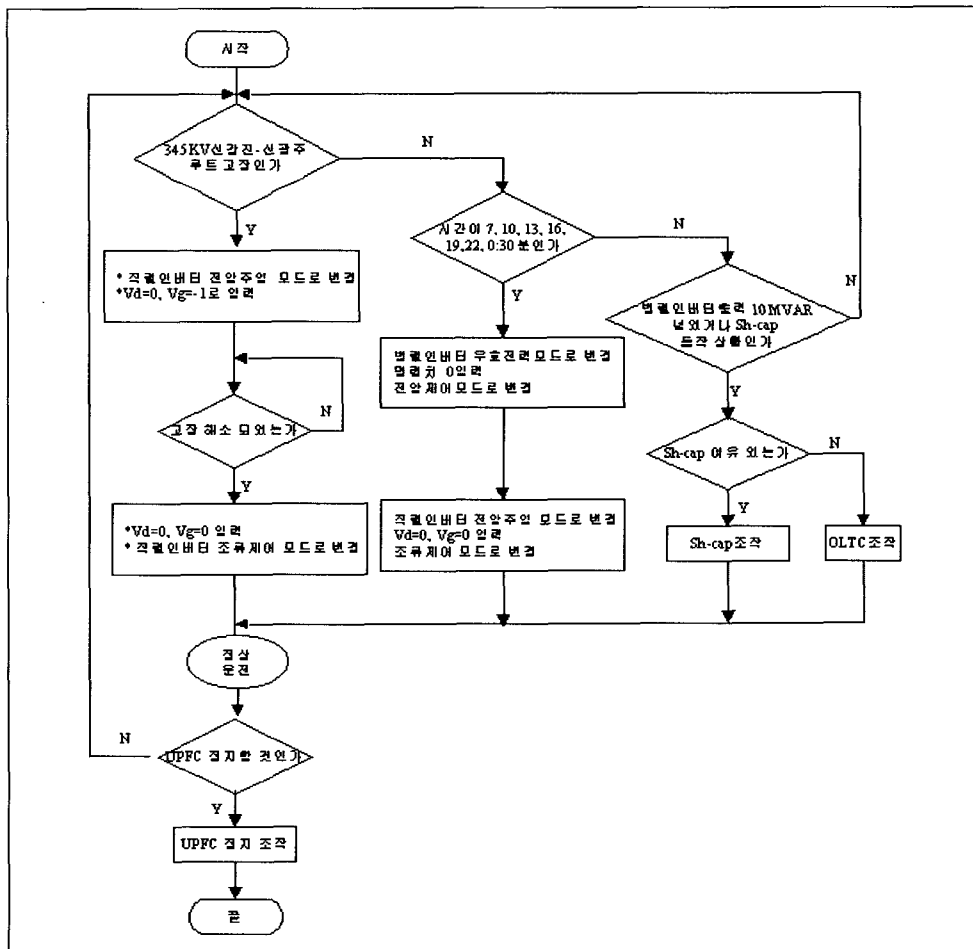 시작
345KV신강진-신광주
루트 고장인가
N
Y
시간이 7, 10, 13, 16,
19, 22, 0:30 분인가
N
Y
* 직렬인버터 전압주입 모드로 변경
*Vd=0, Vg=-1로 입력
병렬인버터출력 10MVAR
넘었거나 Sh-cap
동작 상황인가
N
Y
병렬인버터 무효전력모드로 변경
명령치 0입력
전압제어모드로 변경
고장 해소 되었는가
N
Y
Sh-cap 여유 있는가
N
Y
*Vd=0, Vg=0 입력
* 직렬인버터 조류제어 모드로 변경
직렬인버터 전압주입 모드로 변경
Vd=0, Vg=0 입력
조류제어 모드로 변경
Sh-cap조작
OLTC조작
정상
운전
UPFC 정지할 것인가
N
Y
UPFC 정지 조작
끝